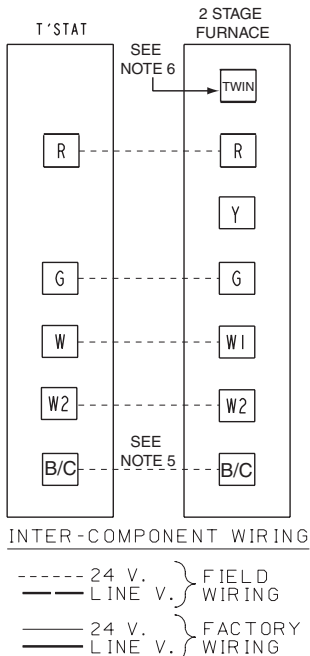 T'STAT
2 STAGE
FURNACE
SEE
NOTE 6
TWIN
R
R
Y
G
G
W
W1
W2
W2
SEE
NOTE 5
B/C
B/C
INTER-COMPONENT WIRING
24 V.
LINE V.
FIELD
WIRING
24 V.
LINE V.
FACTORY
WIRING